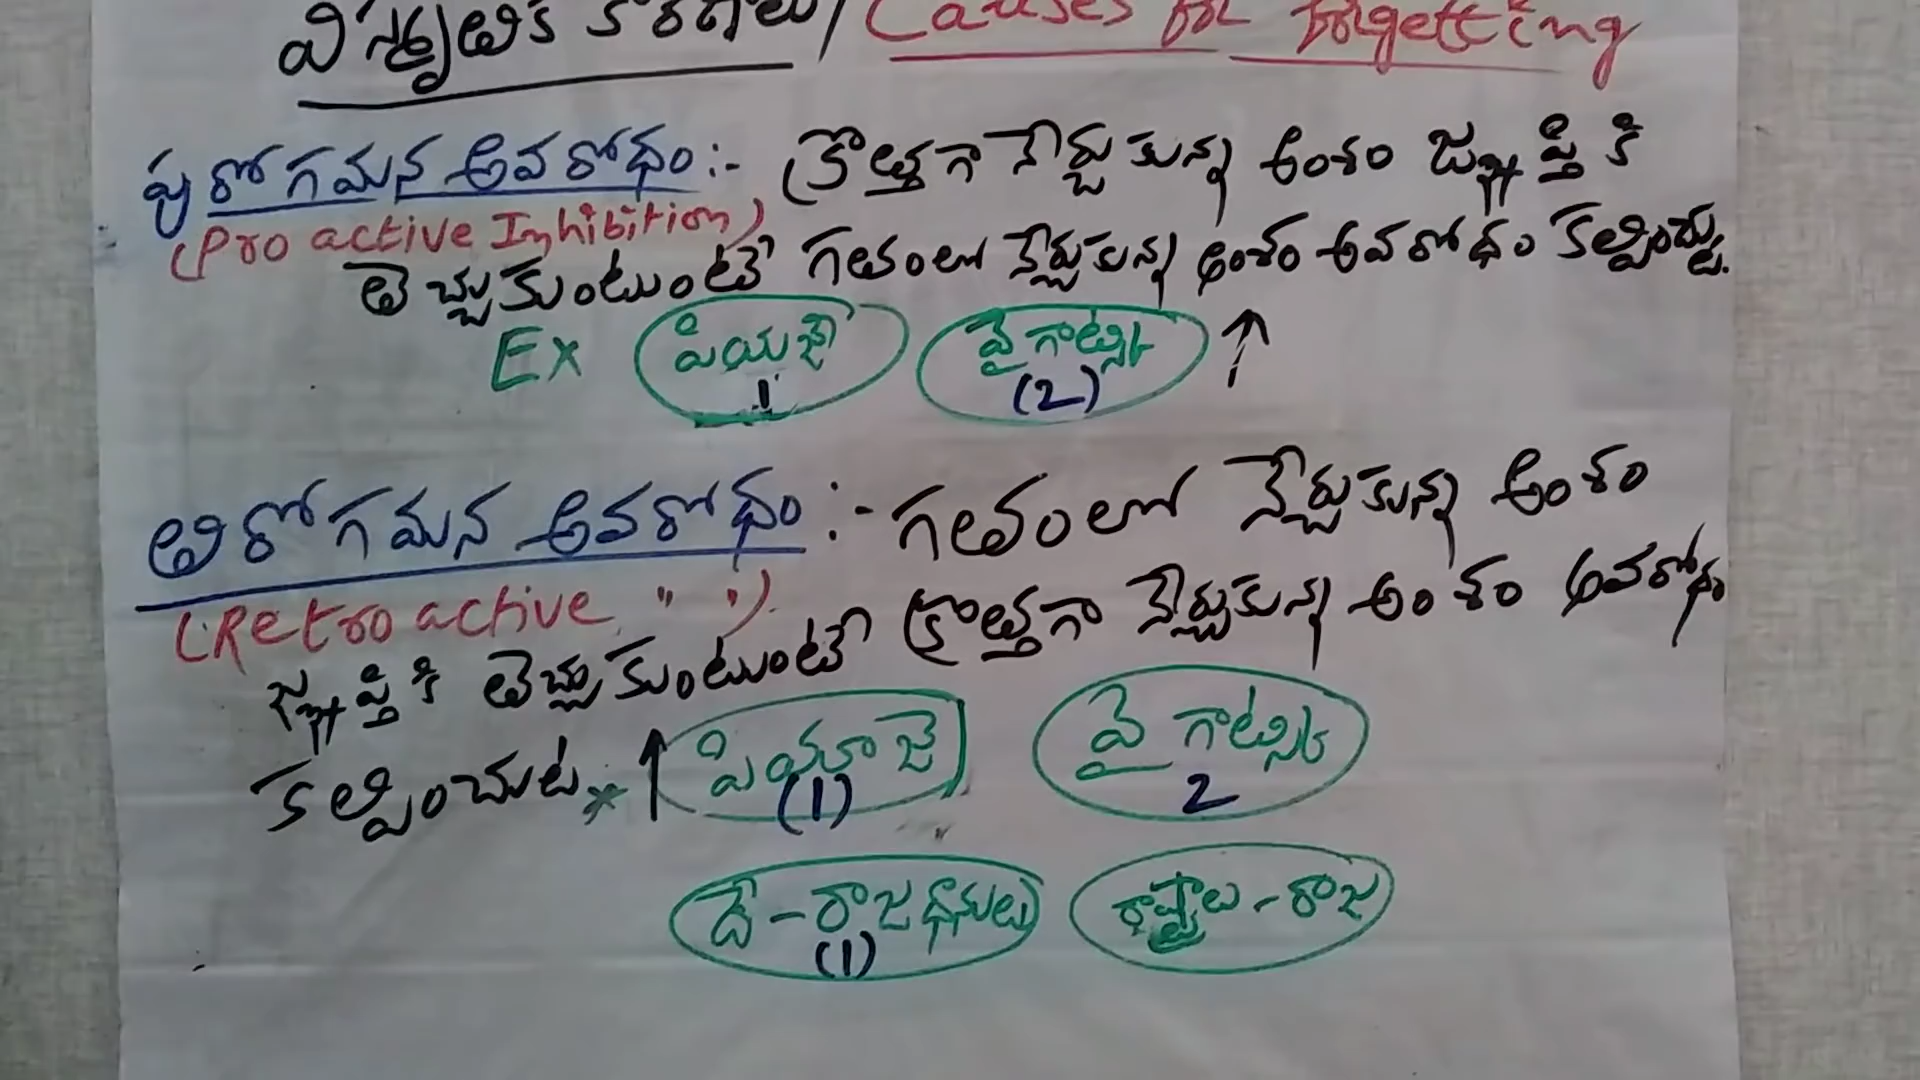 విస్మృతికి కారణాలు/ Causes for forgetting
పురోగమన అవరోధం:- క్రొత్తగా నేర్చుకున్న అంశం జ్ఞప్తికి
(Pro active Inhibition)
తెచ్చుకుంటుంటే గతంలో నేర్చుకున్న అంశం అవరోధం కల్పించుట.
Ex పియాజే వైగాట్స్కి ↑
1 (2)
తిరోగమన అవరోధం :- గతంలో నేర్చుకున్న అంశం
(Retro active " ")
జ్ఞప్తికి తెచ్చుకుంటుంటే క్రొత్తగా నేర్చుకున్న అంశం అవరోధం
కల్పించుట * ↑ పియాజే వైగాట్స్కి
(1) 2
దే - రాజధానులు రాష్ట్రాలు - రాజ
(1)